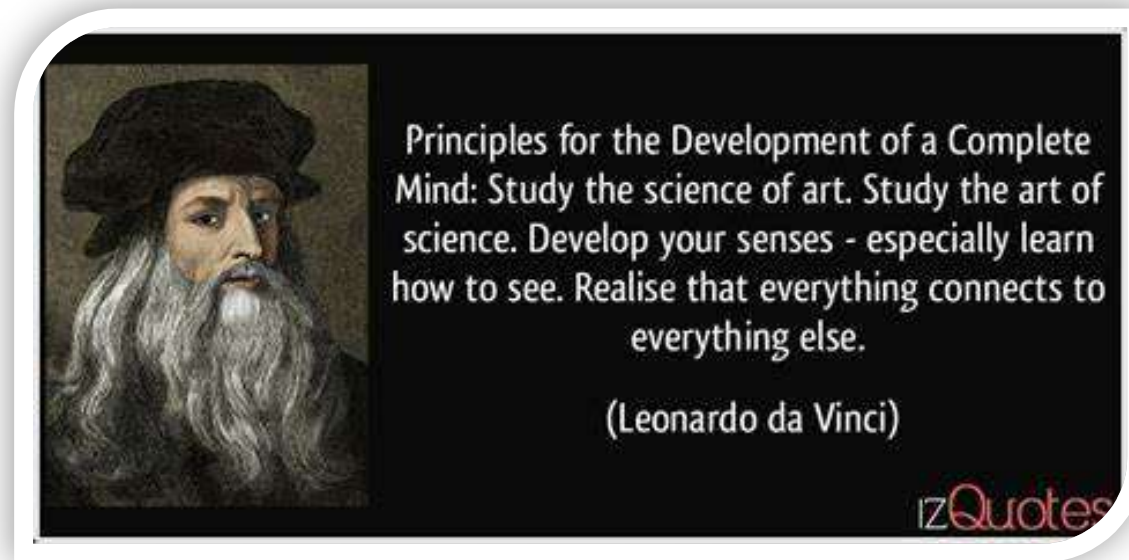 Principles for the Development of a Complete
Mind: Study the science of art. Study the art of
science. Develop your senses - especially learn
how to see. Realise that everything connects to
everything else.
(Leonardo da Vinci)
IZQuotes